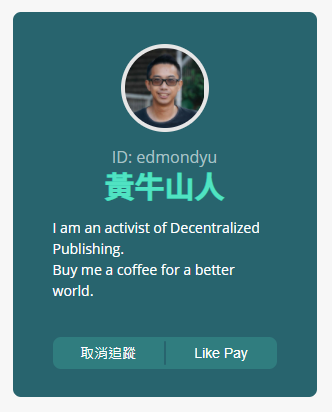 ID: edmondyu
黃牛山人
I am an activist of Decentralized
Publishing.
Buy me a coffee for a better
world.
取消追蹤
Like Pay